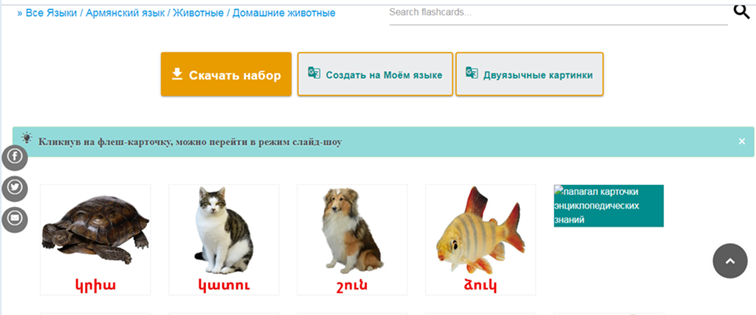 » Все Языки / Армянский язык / Животные / Домашние животные
Search flashcards...
Скачать набор
Создать на Моём языке
Двуязычные картинки
Кликнув на флеш-карточку, можно перейти в режим слайд-шоу
×
կրիա
կատու
շուն
ձուկ
папагал карточки
энциклопедических
знаний